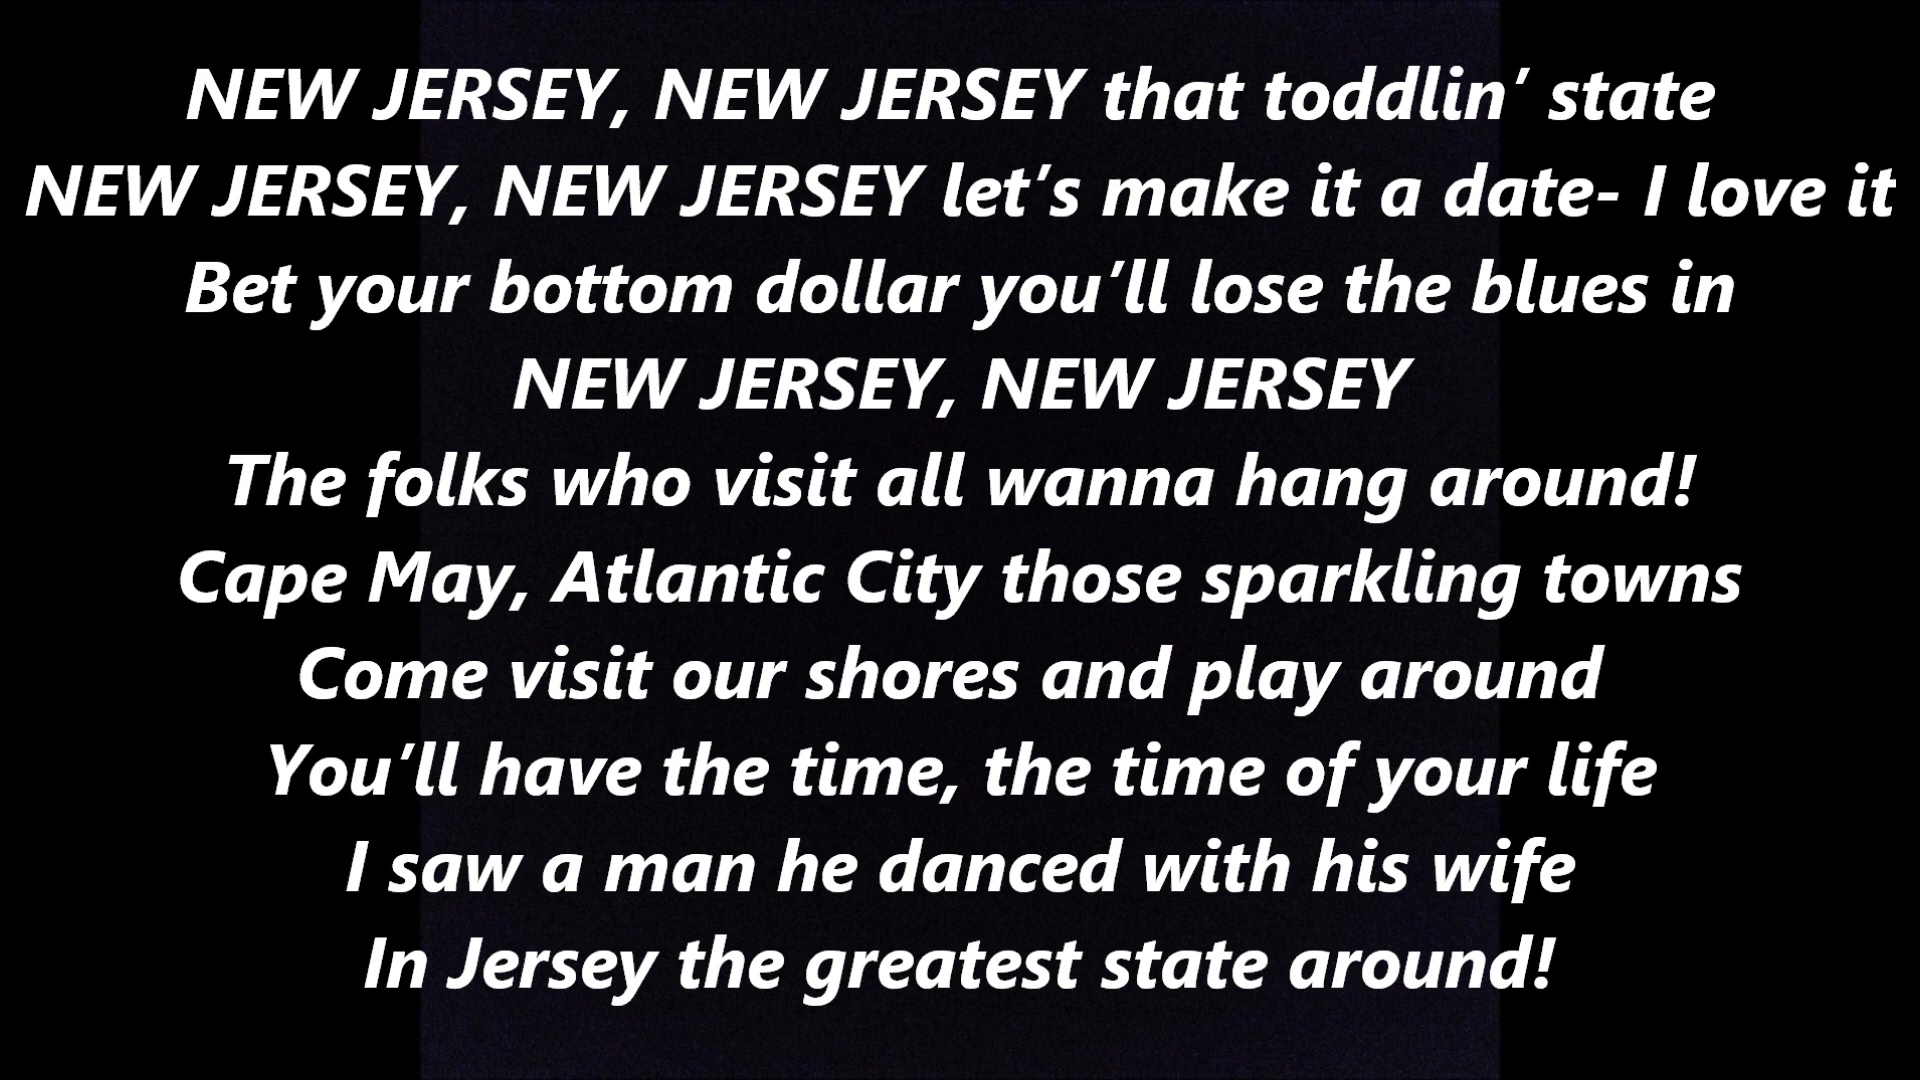 NEW JERSEY, NEW JERSEY that toddlin’ state
NEW JERSEY, NEW JERSEY let’s make it a date- I love it
Bet your bottom dollar you’ll lose the blues in
NEW JERSEY, NEW JERSEY
The folks who visit all wanna hang around!
Cape May, Atlantic City those sparkling towns
Come visit our shores and play around
You’ll have the time, the time of your life
I saw a man he danced with his wife
In Jersey the greatest state around!